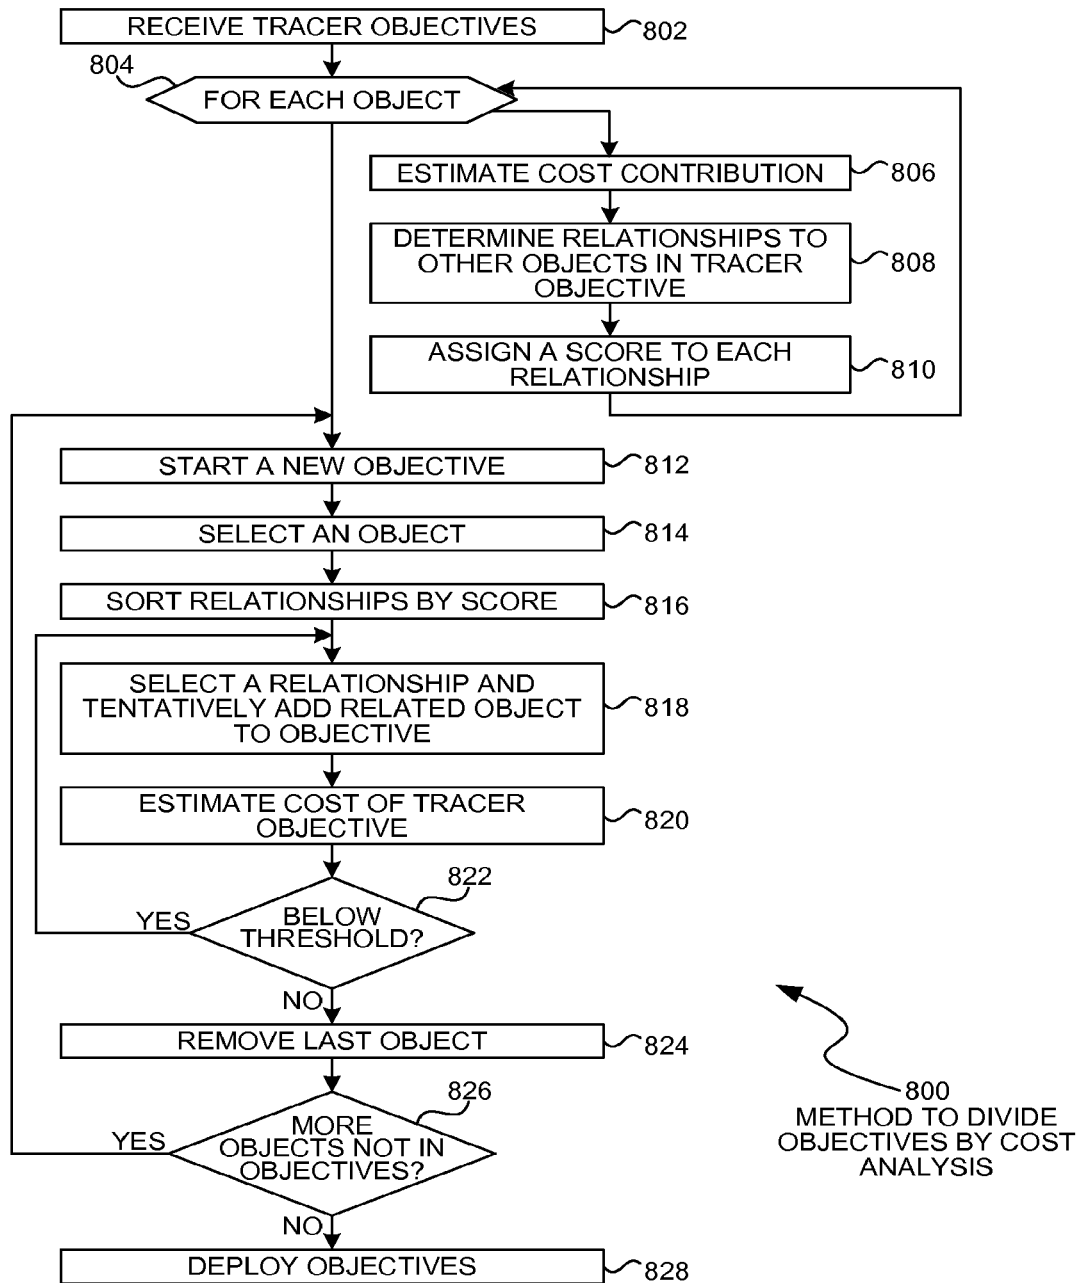 RECEIVE TRACER OBJECTIVES
802
804
FOR EACH OBJECT
ESTIMATE COST CONTRIBUTION
806
DETERMINE RELATIONSHIPS TO
OTHER OBJECTS IN TRACER
OBJECTIVE
808
ASSIGN A SCORE TO EACH
RELATIONSHIP
810
START A NEW OBJECTIVE
812
SELECT AN OBJECT
814
SORT RELATIONSHIPS BY SCORE
816
SELECT A RELATIONSHIP AND
TENTATIVELY ADD RELATED OBJECT
TO OBJECTIVE
818
ESTIMATE COST OF TRACER
OBJECTIVE
820
822
YES
BELOW
THRESHOLD?
NO
REMOVE LAST OBJECT
824
826
YES
MORE
OBJECTS NOT IN
OBJECTIVES?
NO
DEPLOY OBJECTIVES
828
800
METHOD TO DIVIDE
OBJECTIVES BY COST
ANALYSIS